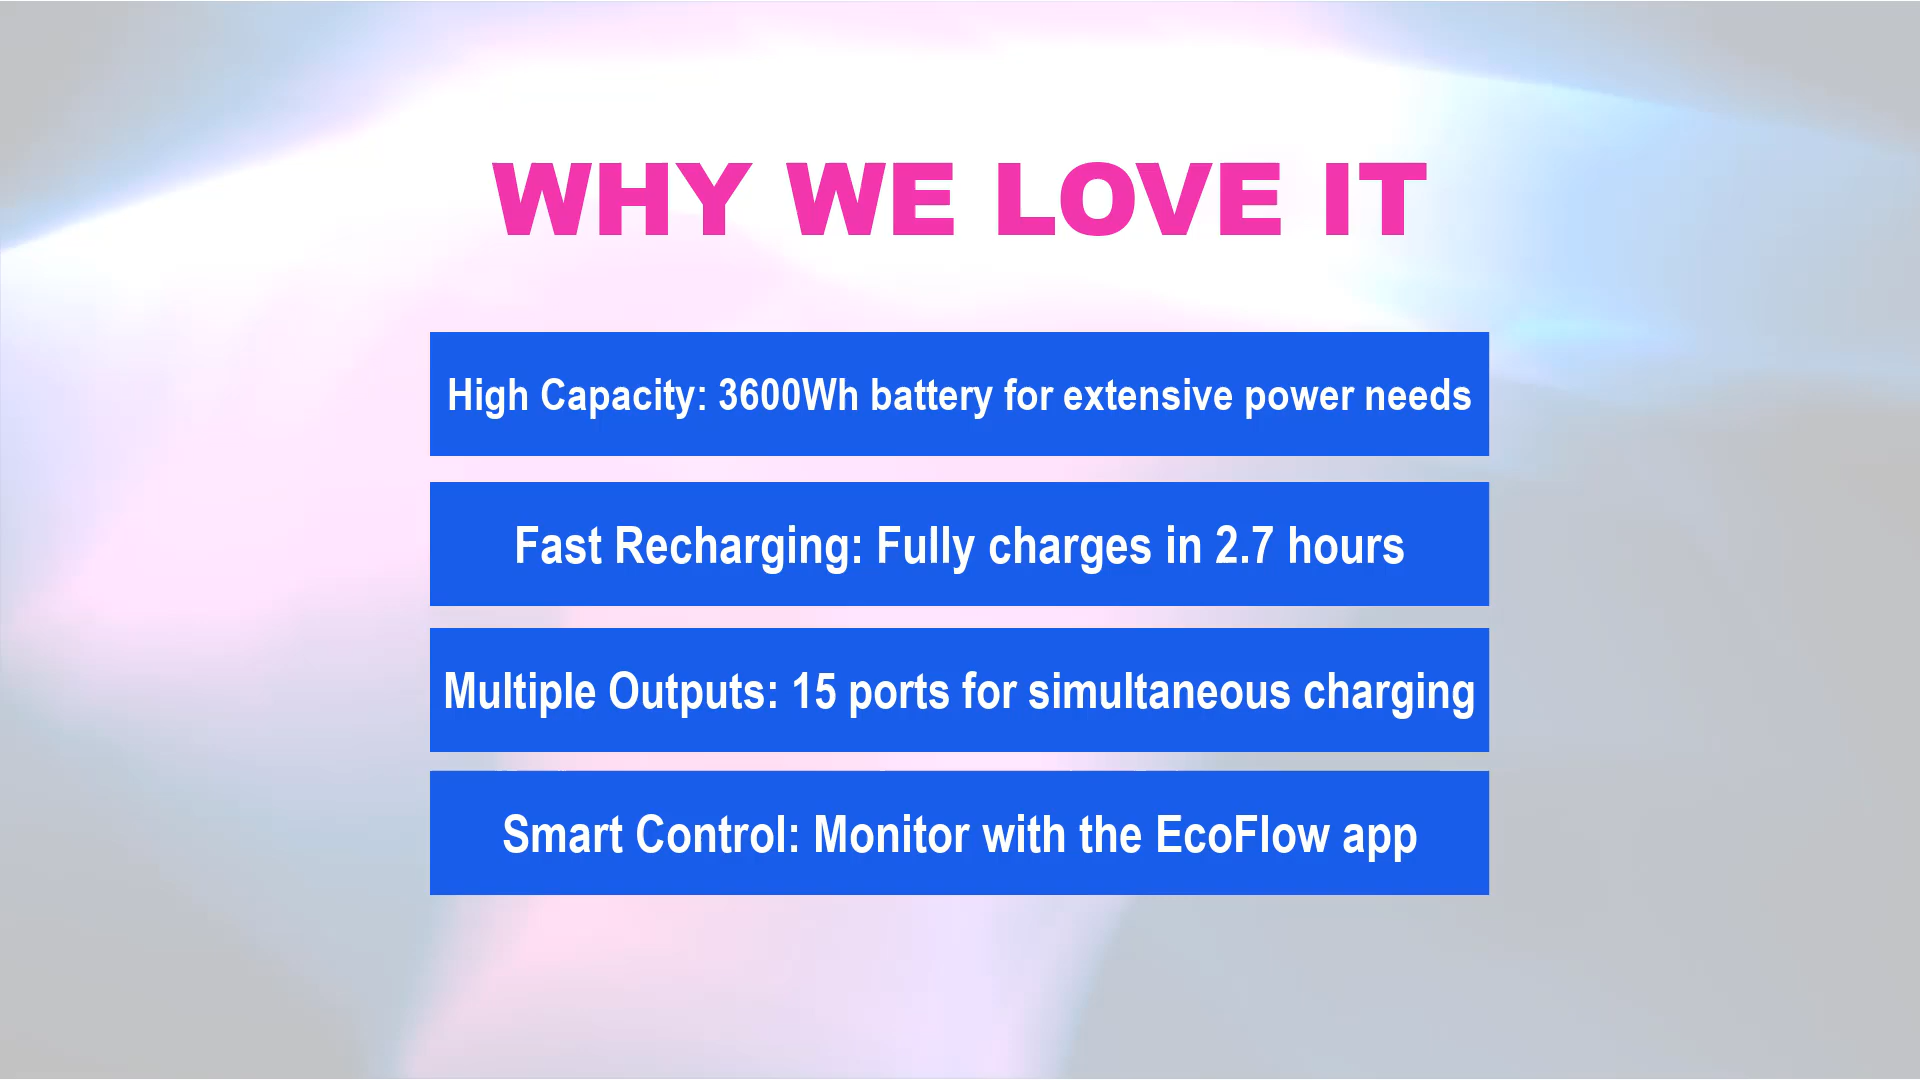 WHY WE LOVE IT
High Capacity: 3600Wh battery for extensive power needs
Fast Recharging: Fully charges in 2.7 hours
Multiple Outputs: 15 ports for simultaneous charging
Smart Control: Monitor with the EcoFlow app